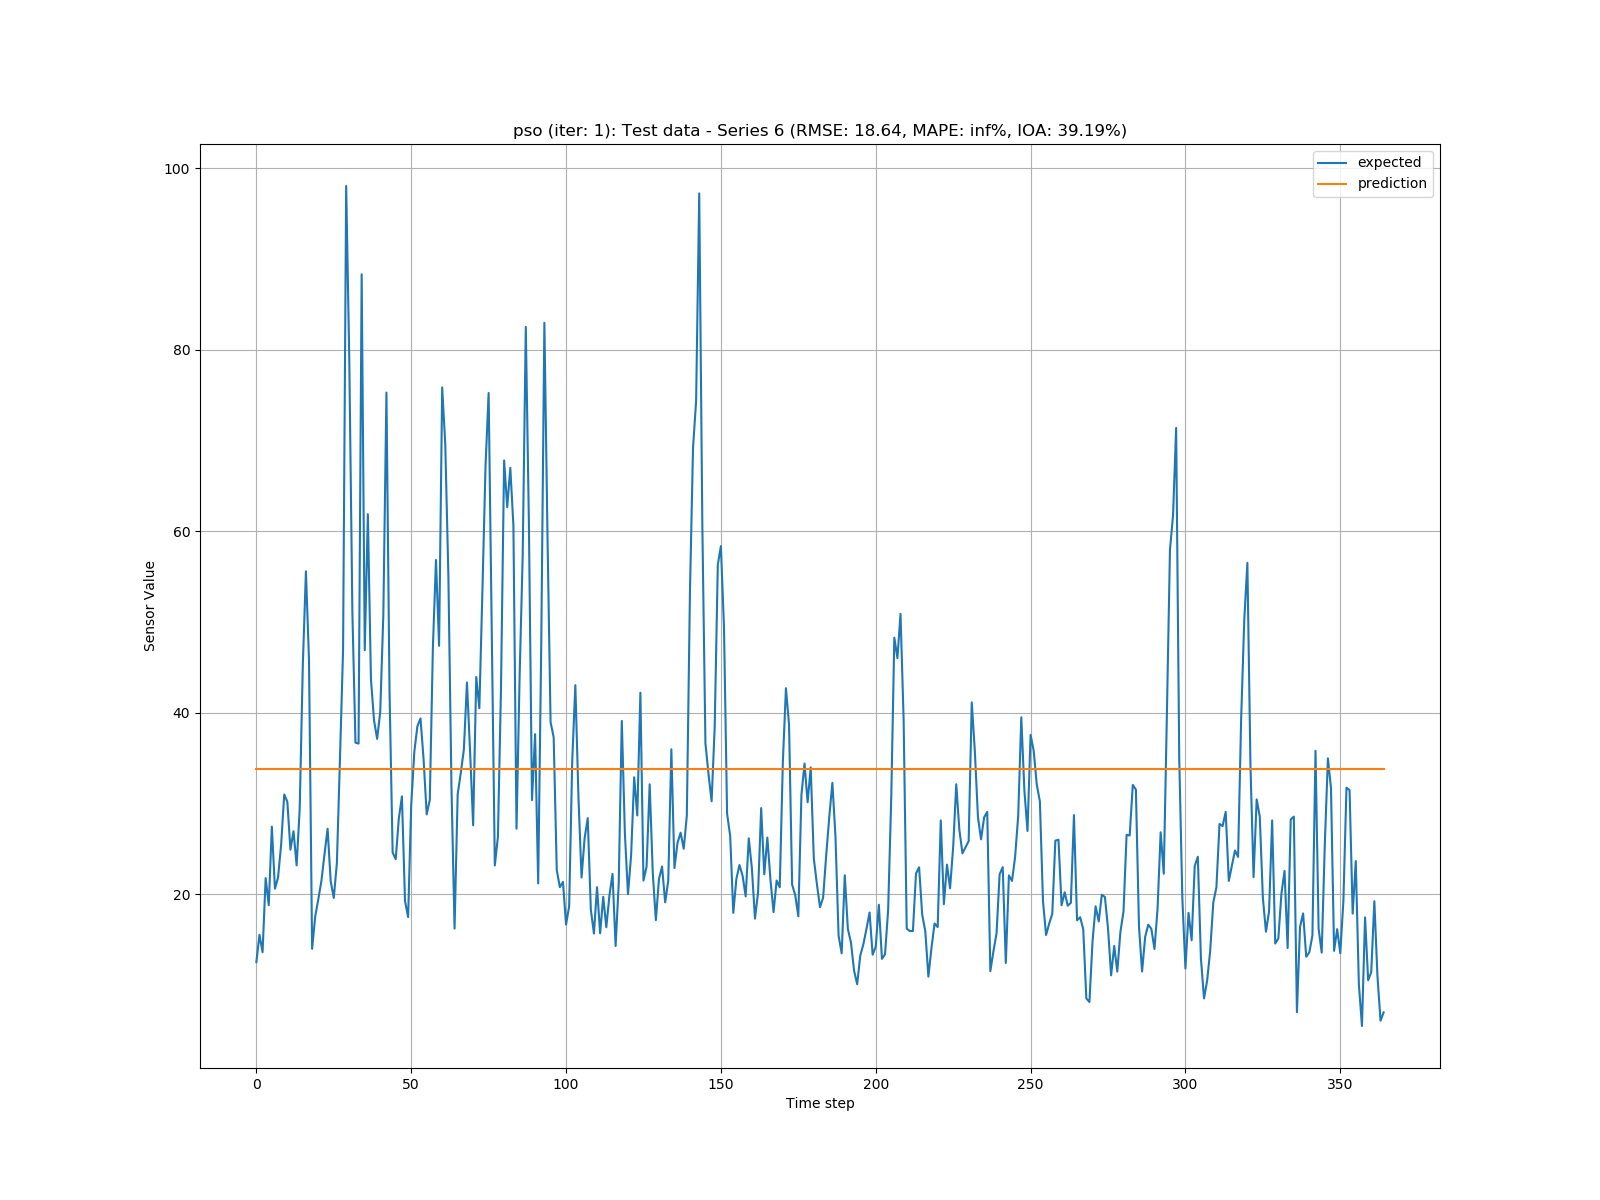 pso (iter: 1): Test data - Series 6 (RMSE: 18.64, MAPE: inf%, IOA: 39.19%)
expected
prediction
100
80
60
40
20
Sensor Value
0 50 100 150 200 250 300 350
Time step